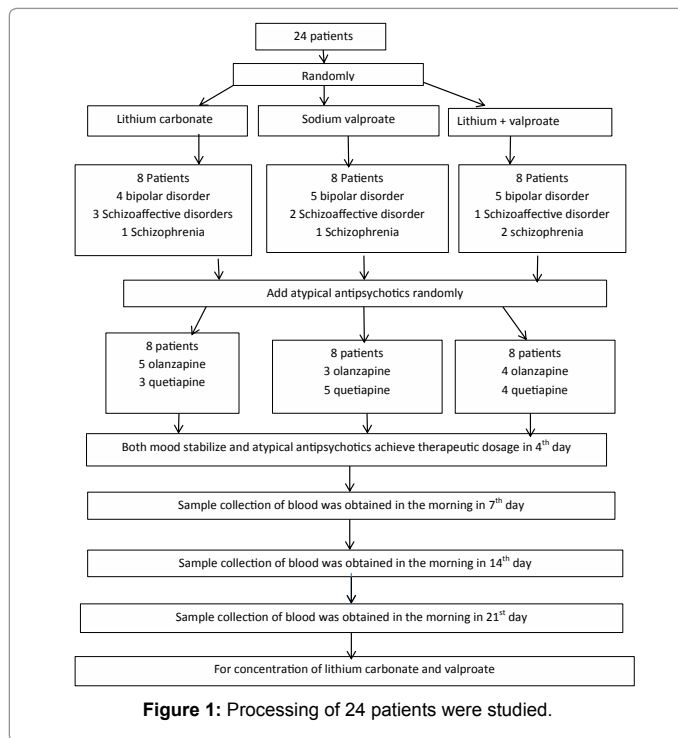 24 patients
Randomly
Lithium carbonate
Sodium valproate
Lithium + valproate
8 Patients
4 bipolar disorder
3 Schizoaffective disorders
1 Schizophrenia
8 Patients
5 bipolar disorder
2 Schizoaffective disorder
1 Schizophrenia
8 Patients
5 bipolar disorder
1 Schizoaffective disorder
2 schizophrenia
Add atypical antipsychotics randomly
8 patients
5 olanzapine
3 quetiapine
8 patients
3 olanzapine
5 quetiapine
8 patients
4 olanzapine
4 quetiapine
Both mood stabilize and atypical antipsychotics achieve therapeutic dosage in 4th day
Sample collection of blood was obtained in the morning in 7th day
Sample collection of blood was obtained in the morning in 14th day
Sample collection of blood was obtained in the morning in 21st day
For concentration of lithium carbonate and valproate
Figure 1: Processing of 24 patients were studied.